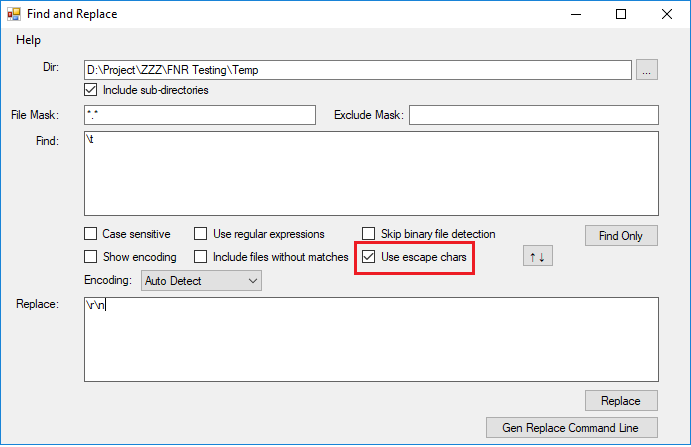 Find and Replace
Help
Dir: D:\Project\ZZZ\FNR Testing\Temp ...
Include sub-directories
File Mask: *.* Exclude Mask:
Find: \t
Case sensitive Use regular expressions Skip binary file detection Find Only
Show encoding Include files without matches Use escape chars ↑↓
Encoding: Auto Detect
Replace: \r\n
Replace
Gen Replace Command Line